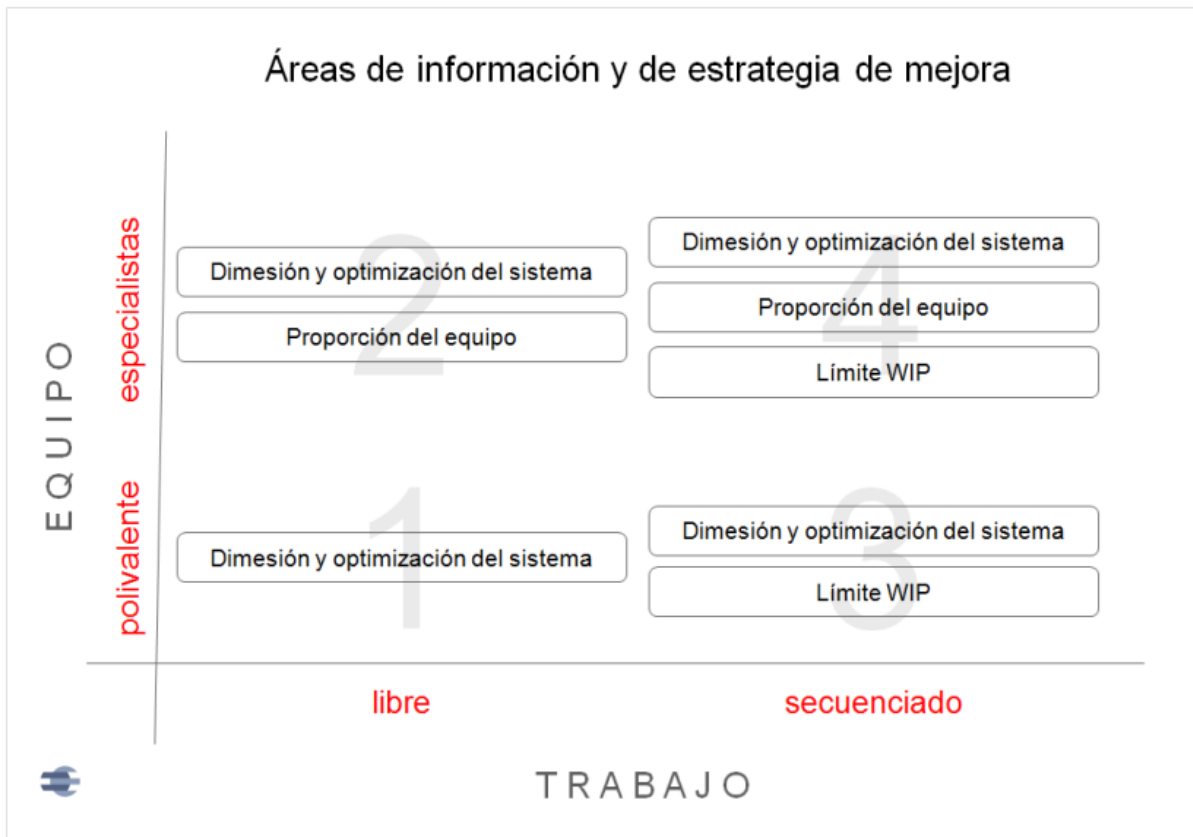 Áreas de información y de estrategia de mejora
EQUIPO
especialistas
2
Dimesión y optimización del sistema
Proporción del equipo
4
Dimesión y optimización del sistema
Proporción del equipo
Límite WIP
polivalente
1
Dimesión y optimización del sistema
3
Dimesión y optimización del sistema
Límite WIP
libre
secuenciado
TRABAJO